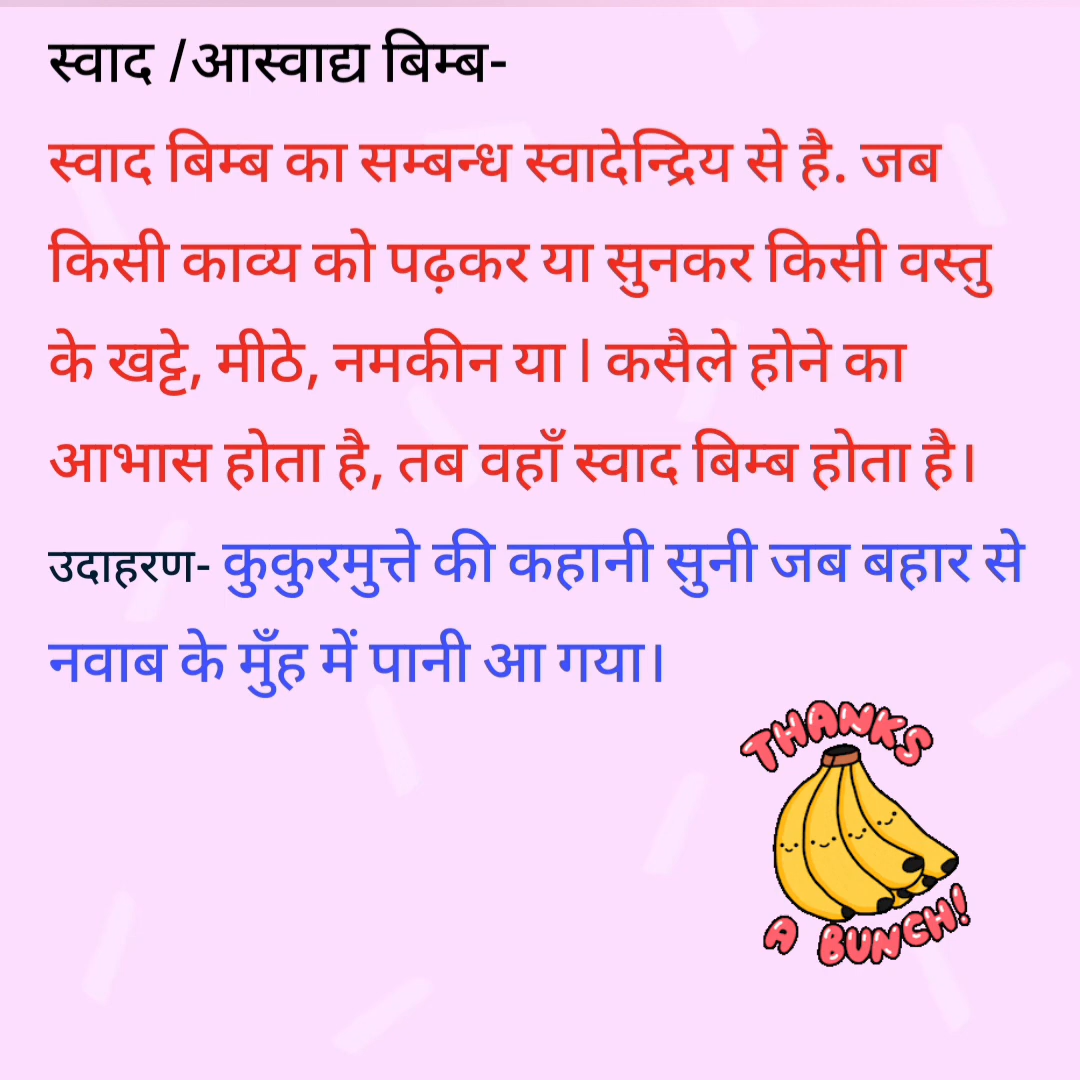 स्वाद /आस्वाद्य बिम्ब-
स्वाद बिम्ब का सम्बन्ध स्वादेन्द्रिय से है. जब
किसी काव्य को पढ़कर या सुनकर किसी वस्तु
के खट्टे, मीठे, नमकीन या | कसैले होने का
आभास होता है, तब वहाँ स्वाद बिम्ब होता है।
उदाहरण- कुकुरमुत्ते की कहानी सुनी जब बहार से
नवाब के मुँह में पानी आ गया।
THANKS
A BUNCH!